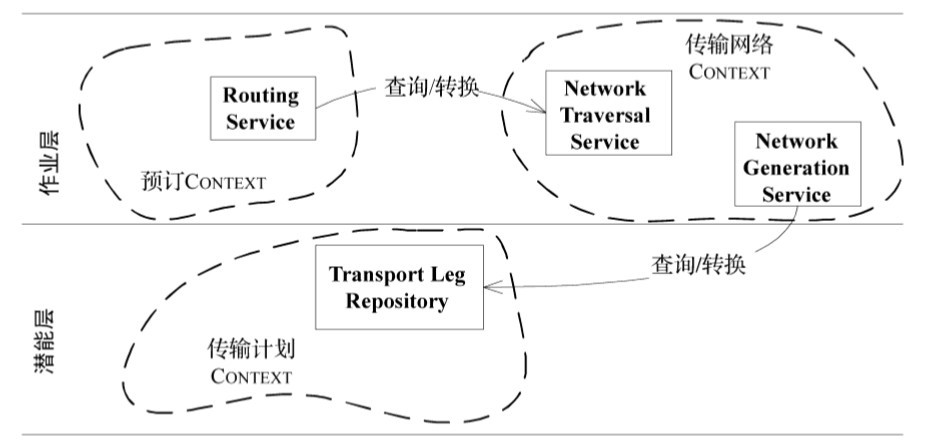 作业层
Routing
Service
预订CONTEXT
查询/转换
传输网络
CONTEXT
Network
Traversal
Service
Network
Generation
Service
查询/转换
潜能层
Transport Leg
Repository
传输计划
CONTEXT